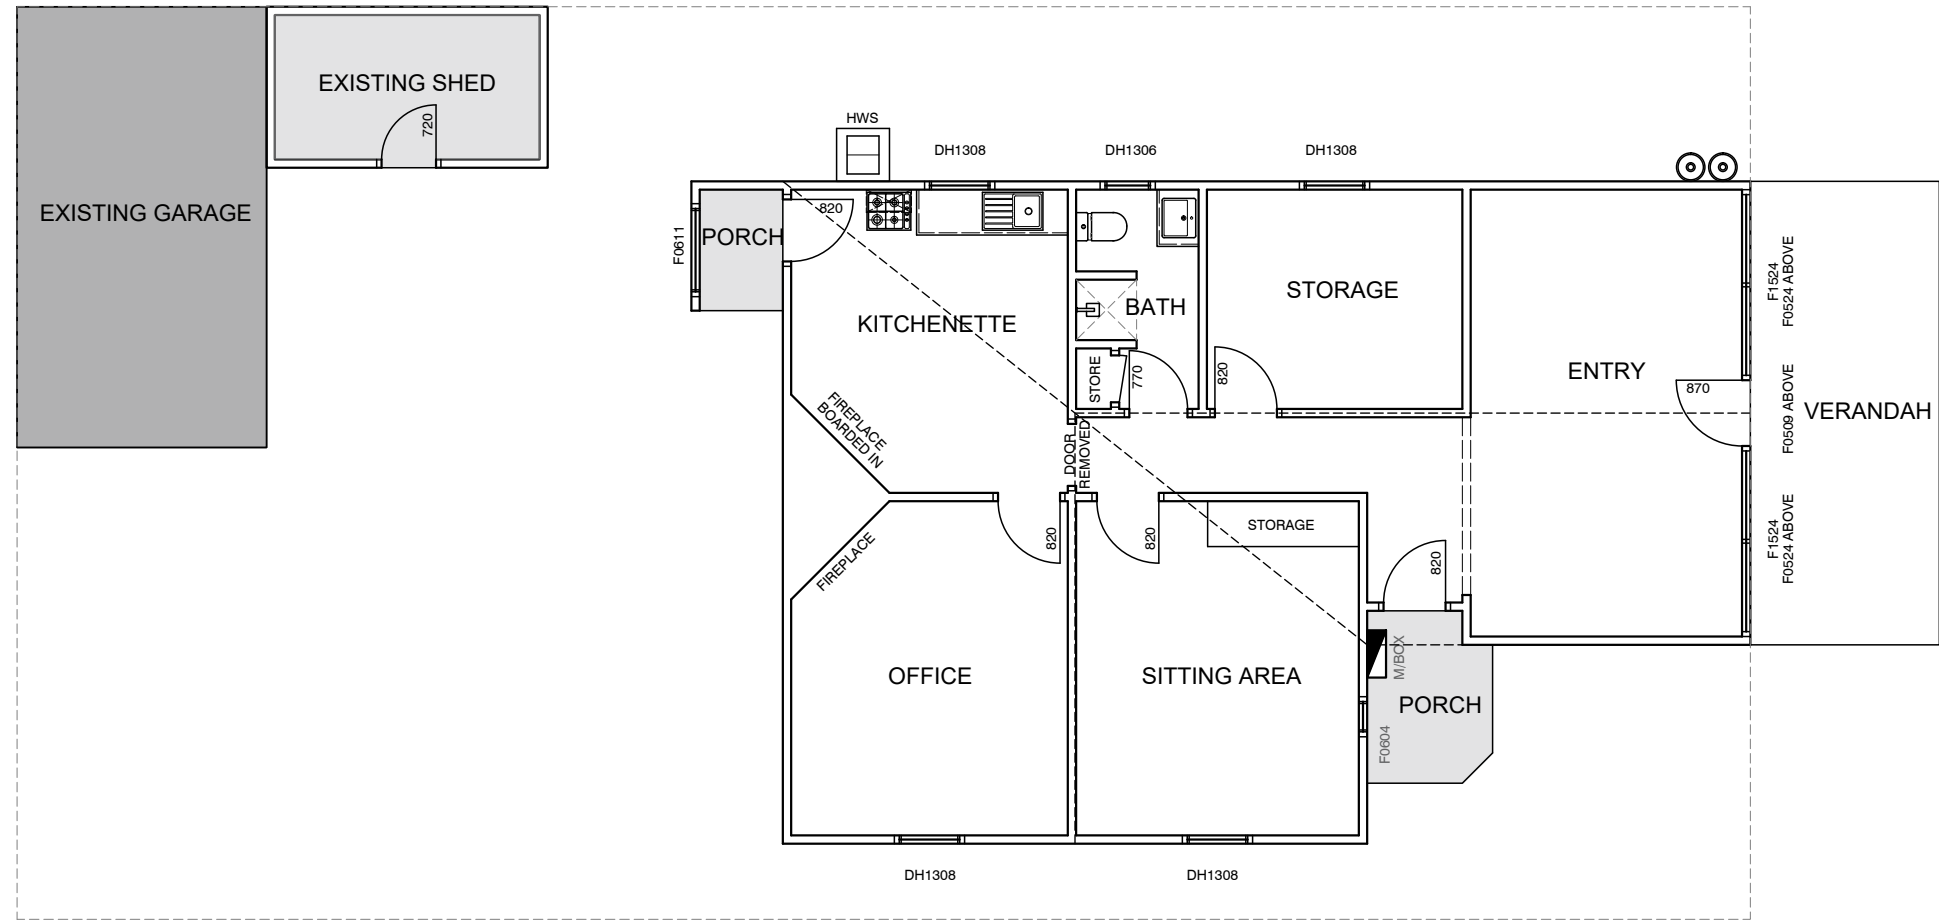 EXISTING SHED
720
EXISTING GARAGE
HWS
DH1308
DH1306
DH1308
F0611
PORCH
820
KITCHENETTE
BATH
STORAGE
STORE
770
820
ENTRY
870
F1524
F0524 ABOVE
F0509 ABOVE
F1524
F0524 ABOVE
VERANDAH
FIREPLACE
BOARDED IN
DOOR
REMOVED
FIREPLACE
820
820
STORAGE
820
OFFICE
SITTING AREA
M/BOX
PORCH
F0604
DH1308
DH1308